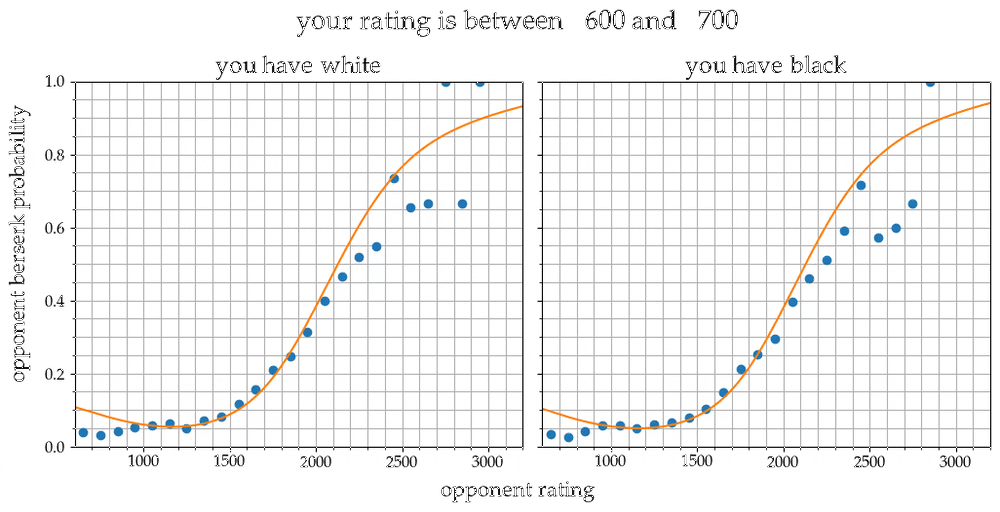 your rating is between 600 and 700
you have white
you have black
opponent berserk probability
1.0
0.8
0.6
0.4
0.2
0.0
1000 1500 2000 2500 3000
1000 1500 2000 2500 3000
opponent rating